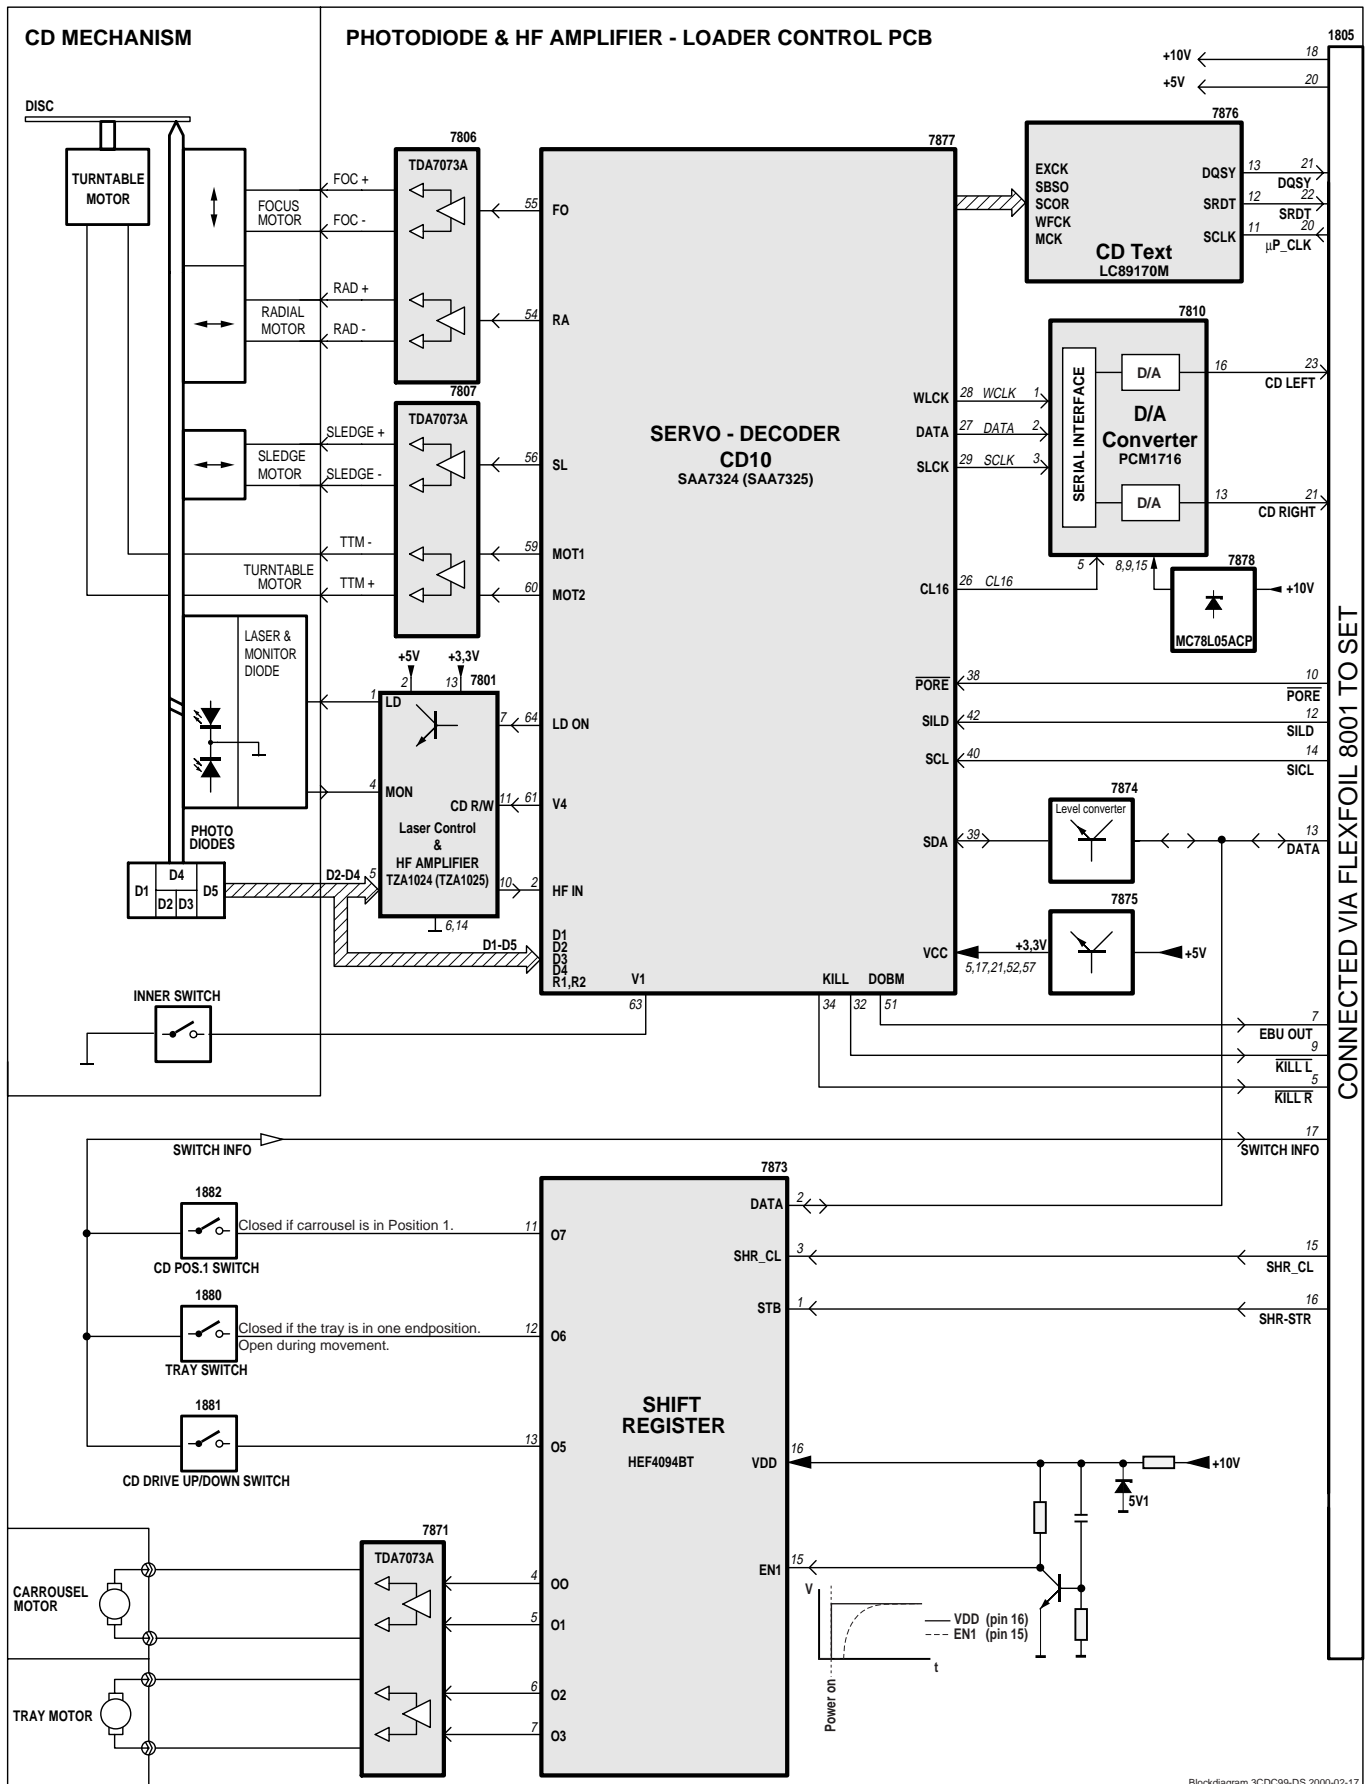 CD MECHANISM
PHOTODIODE & HF AMPLIFIER - LOADER CONTROL PCB
1805
+10V
18
+5V
20
DISC
TURNTABLE
MOTOR
FOCUS
MOTOR
RADIAL
MOTOR
SLEDGE
MOTOR
TURNTABLE
MOTOR
FOC +
FOC -
RAD +
RAD -
SLEDGE +
SLEDGE -
TTM -
TTM +
7806
TDA7073A
7807
TDA7073A
7877
55
FO
54
RA
56
SL
59
MOT1
60
MOT2
SERVO - DECODER
CD10
SAA7324 (SAA7325)
7876
EXCK
SBSO
SCOR
WFCK
MCK
DQSY
SRDT
SCLK
CD Text
LC89170M
13
21
DQSY
12
22
SRDT
11
20
µP_CLK
7810
SERIAL INTERFACE
D/A
D/A
Converter
PCM1716
D/A
16
23
CD LEFT
13
21
CD RIGHT
WLCK
28 WCLK 1
DATA
27 DATA 2
SLCK
29 SCLK 3
CL16
26 CL16
5
8,9,15
7878
MC78L05ACP
+10V
LASER &
MONITOR
DIODE
+5V
+3,3V
2
13
7801
1
LD
4
MON
CD R/W
Laser Control
&
HF AMPLIFIER
TZA1024 (TZA1025)
7
64
LD ON
11
61
V4
10
2
HF IN
5
6,14
PHOTO
DIODES
D1
D4
D2
D3
D5
D2-D4
D1-D5
D1
D2
D3
D4
R1,R2
PORE
38
10
PORE
SILD
42
12
SILD
SCL
40
14
SICL
7874
Level converter
SDA
39
13
DATA
7875
VCC
+3,3V
5,17,21,52,57
+5V
V1
63
KILL
34
32
DOBM
51
7
EBU OUT
9
KILL L
5
KILL R
INNER SWITCH
CONNECTED VIA FLEXFOIL 8001 TO SET
SWITCH INFO
17
SWITCH INFO
1882
Closed if carrousel is in Position 1.
CD POS.1 SWITCH
1880
Closed if the tray is in one endposition.
Open during movement.
TRAY SWITCH
1881
CD DRIVE UP/DOWN SWITCH
7873
11
O7
12
O6
13
O5
DATA
2
SHR_CL
3
15
SHR_CL
STB
1
16
SHR-STR
SHIFT
REGISTER
HEF4094BT
VDD
16
+10V
5V1
EN1
15
V
VDD (pin 16)
EN1 (pin 15)
t
Power on
7871
TDA7073A
CARROUSEL
MOTOR
TRAY MOTOR
4
OO
5
O1
6
O2
7
O3
Blockdiagram 3CDC99-DS 2000-02-17